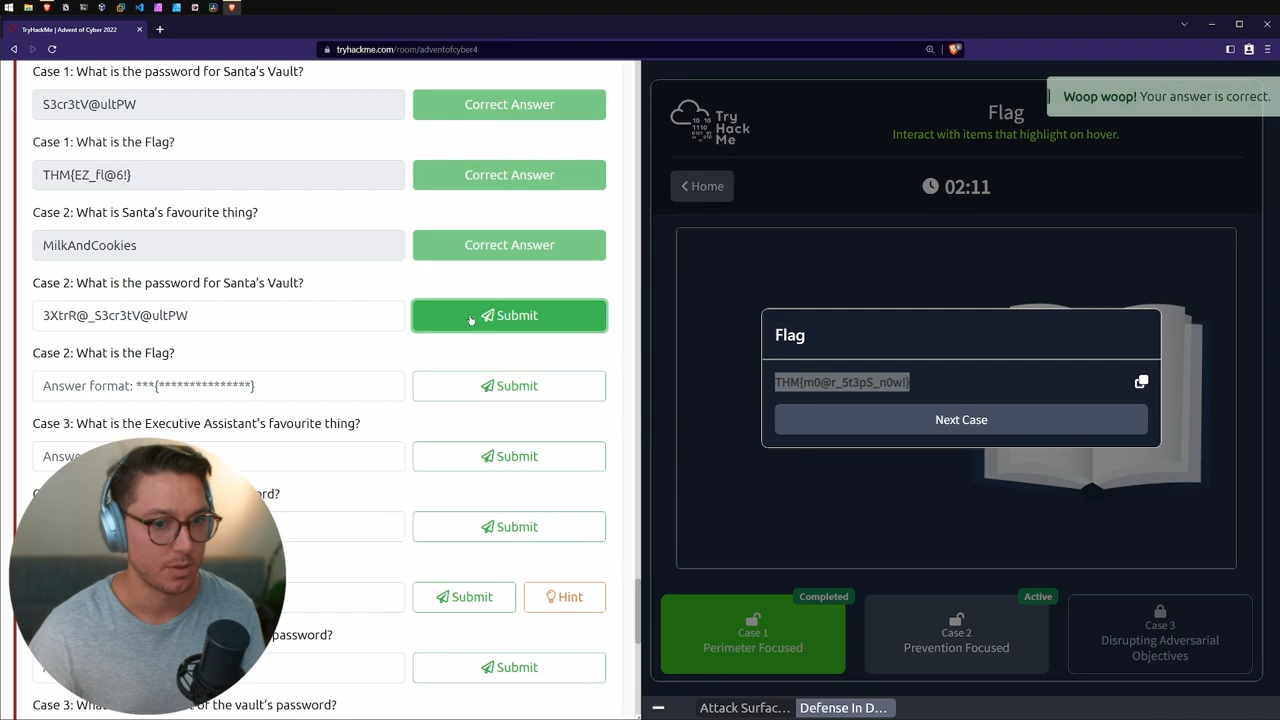 TryHackMe | Advent of Cyber 2022
tryhackme.com/room/adventofcyber4
Case 1: What is the password for Santa's Vault?
S3cr3tV@ultPW
Correct Answer
Case 1: What is the Flag?
THM{EZ_fl@6!}
Correct Answer
Case 2: What is Santa's favourite thing?
MilkAndCookies
Correct Answer
Case 2: What is the password for Santa's Vault?
3XtrR@_S3cr3tV@ultPW
Submit
Case 2: What is the Flag?
Answer format: ***{***************}
Submit
Case 3: What is the Executive Assistant's favourite thing?
Submit
Submit
Submit
Hint
password?
Submit
of the vault's password?
Woop woop! Your answer is correct.
Try
Hack
Me
Flag
Interact with items that highlight on hover.
Home
02:11
Flag
THM{m0@r_5t3pS_n0w!}
Next Case
Completed
Case 1
Perimeter Focused
Active
Case 2
Prevention Focused
Case 3
Disrupting Adversarial
Objectives
Attack Surfac...
Defense In D...